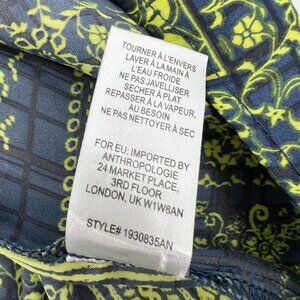 TOURNER À L'ENVERS
LAVER À LA MAIN À
L'EAU FROIDE
NE PAS JAVELLISER
SECHER À PLAT
REPASSER À LA VAPEUR,
AU BESOIN
NE PAS NETTOYER À SEC
FOR EU: IMPORTED BY
ANTHROPOLOGIE
24 MARKET PLACE,
3RD FLOOR
LONDON, UK W1W8AN
STYLE# 1930835AN